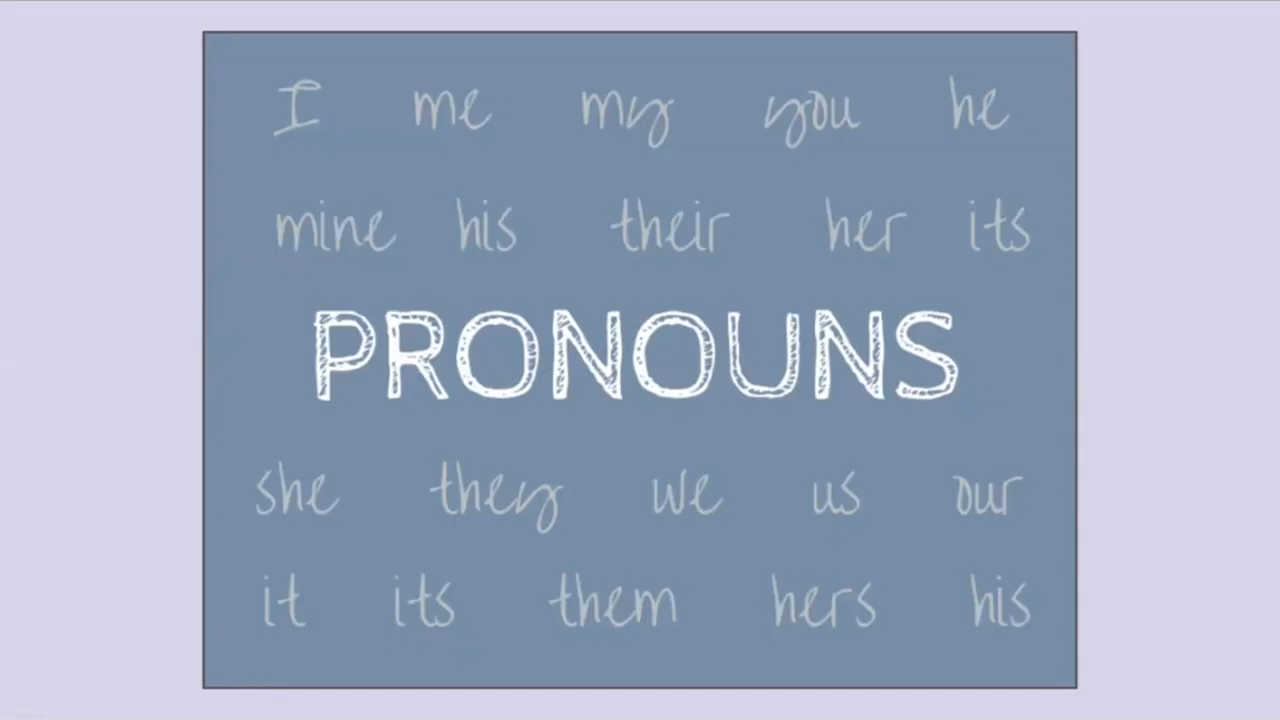 I me my you he
mine his their her its
PRONOUNS
she they we us our
it its them hers his